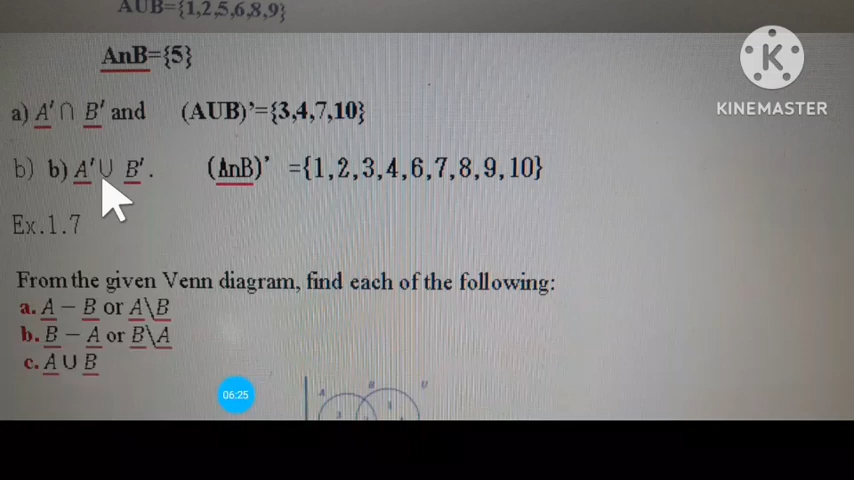 AUB={1,2,5,6,8,9}
AnB={5}
KINEMASTER
a) A′∩ B′ and (AUB)’={3,4,7,10}
b) b) A′∪ B′. (AnB)’ ={1,2,3,4,6,7,8,9,10}
Ex.1.7
From the given Venn diagram, find each of the following:
a. A − B or A\B
b. B − A or B\A
c. A ∪ B
06:25
A B U
3